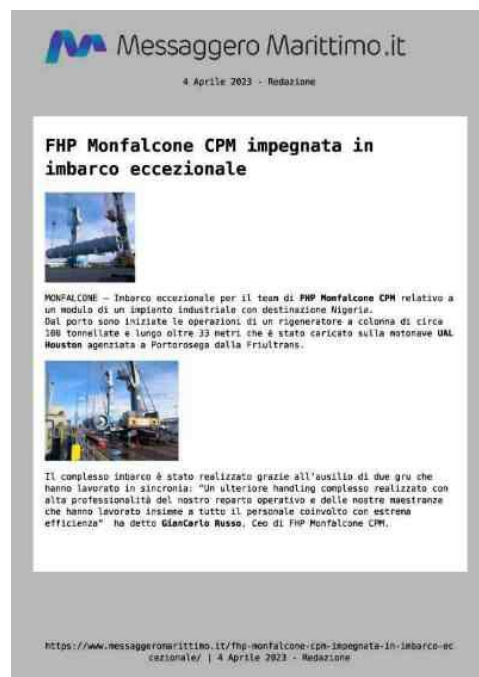 Messaggero Marittimo.it
4 Aprile 2023 - Redazione
FHP Monfalcone CPM impegnata in
imbarco eccezionale
MONFALCONE – Imbarco eccezionale per il team di FHP Monfalcone CPM relativo a
un modulo di un impianto industriale con destinazione Nigeria.
Dal porto sono iniziate le operazioni di un rigeneratore a colonna di circa
100 tonnellate e lungo oltre 33 metri che è stato caricato sulla motonave UAL
Houston agenziata a Portorosega dalla Friultrans.
Il complesso imbarco è stato realizzato grazie all'ausilio di due gru che
hanno lavorato in sincronia: "Un ulteriore handling complesso realizzato con
alta professionalità del nostro reparto operativo e delle nostre maestranze
che hanno lavorato insieme a tutto il personale coinvolto con estrema
efficienza" ha detto GianCarlo Russo, Ceo di FHP Monfalcone CPM.
https://www.messaggeromarittimo.it/fhp-monfalcone-cpm-impegnata-in-imbarco-ec
cezionale/ | 4 Aprile 2023 - Redazione